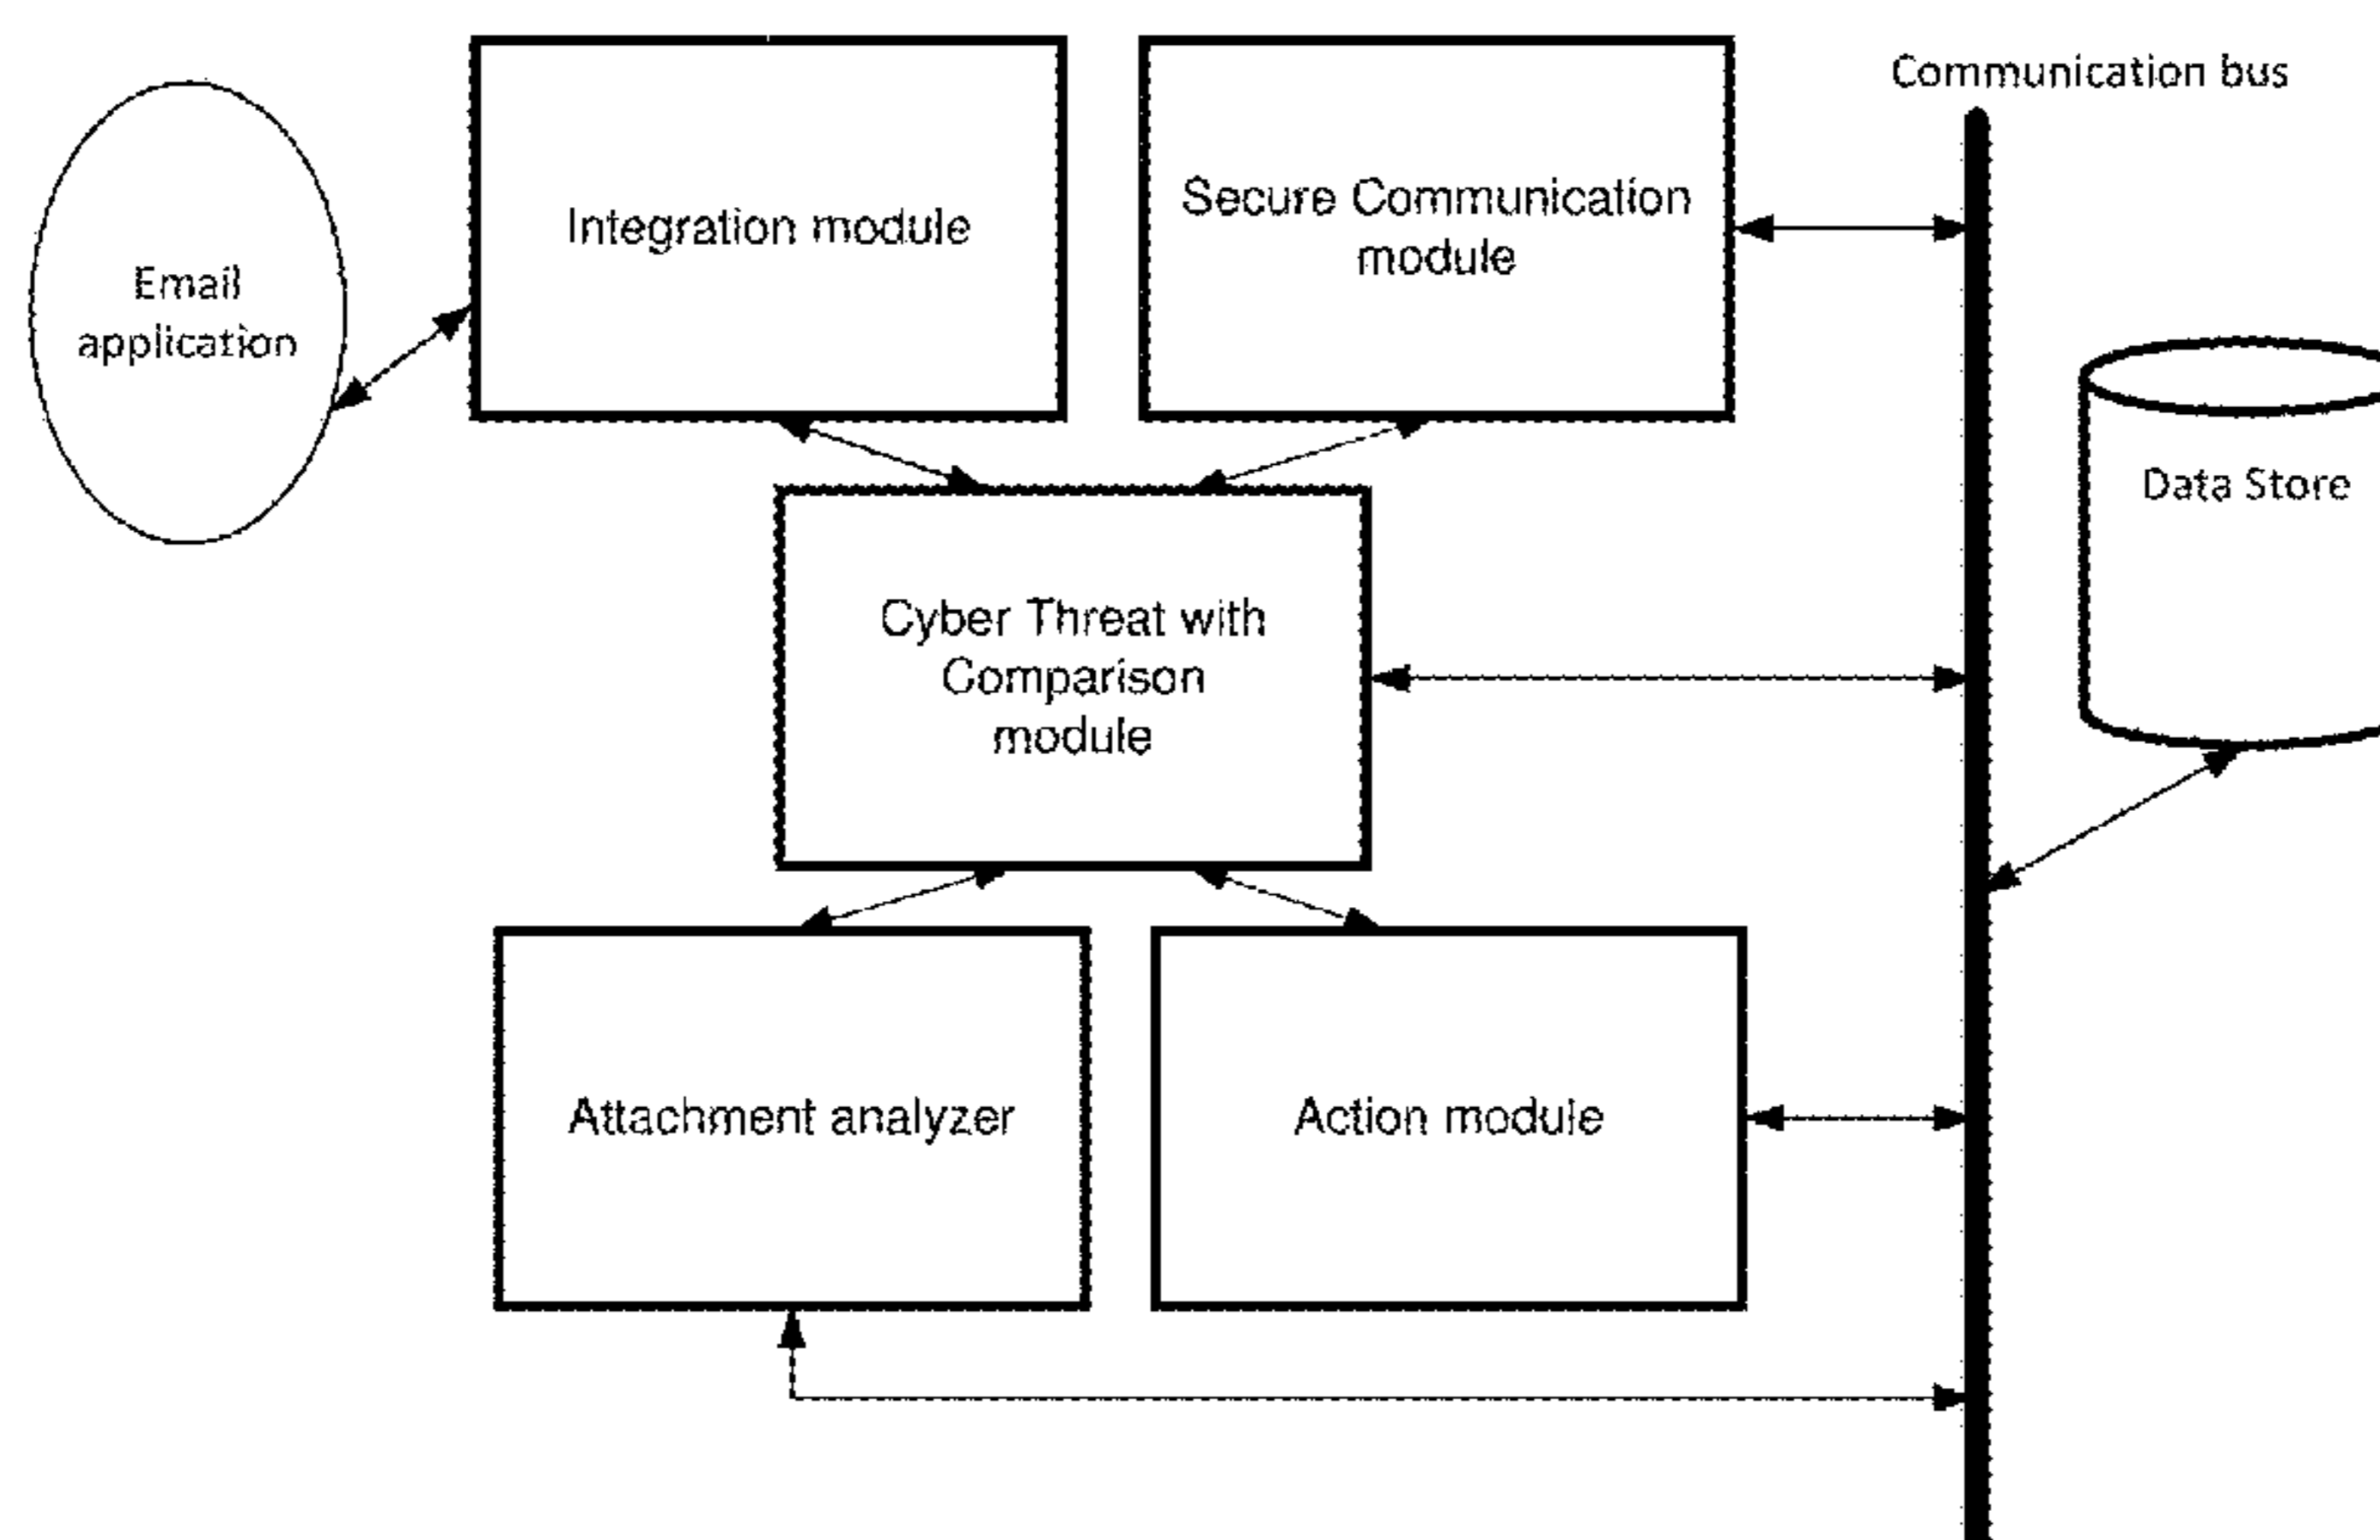 Communication bus
Integration module
Secure Communication
module
Email
application
Data Store
Cyber Threat with
Comparison
module
Attachment analyzer
Action module